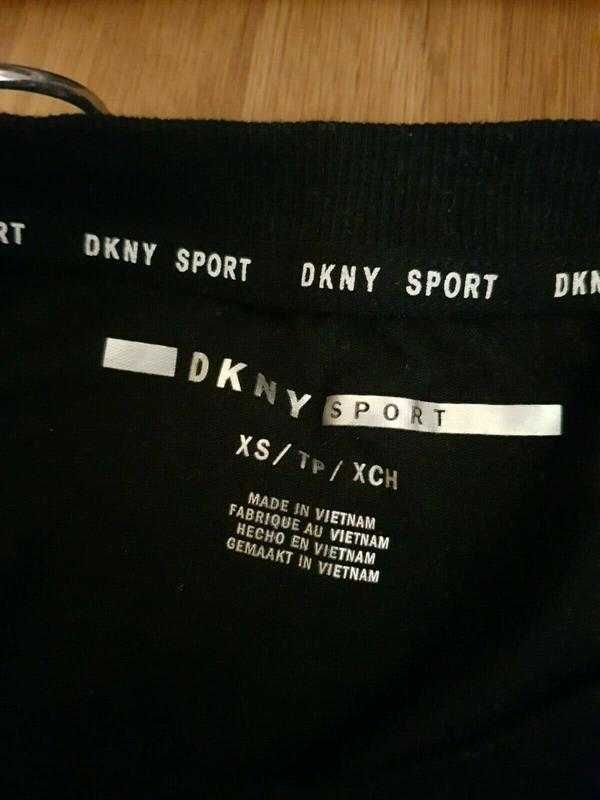 RT DKNY SPORT DKNY SPORT DKN
DKNY SPORT
XS/TP/XCH
MADE IN VIETNAM
FABRIQUE AU VIETNAM
HECHO EN VIETNAM
GEMAAKT IN VIETNAM